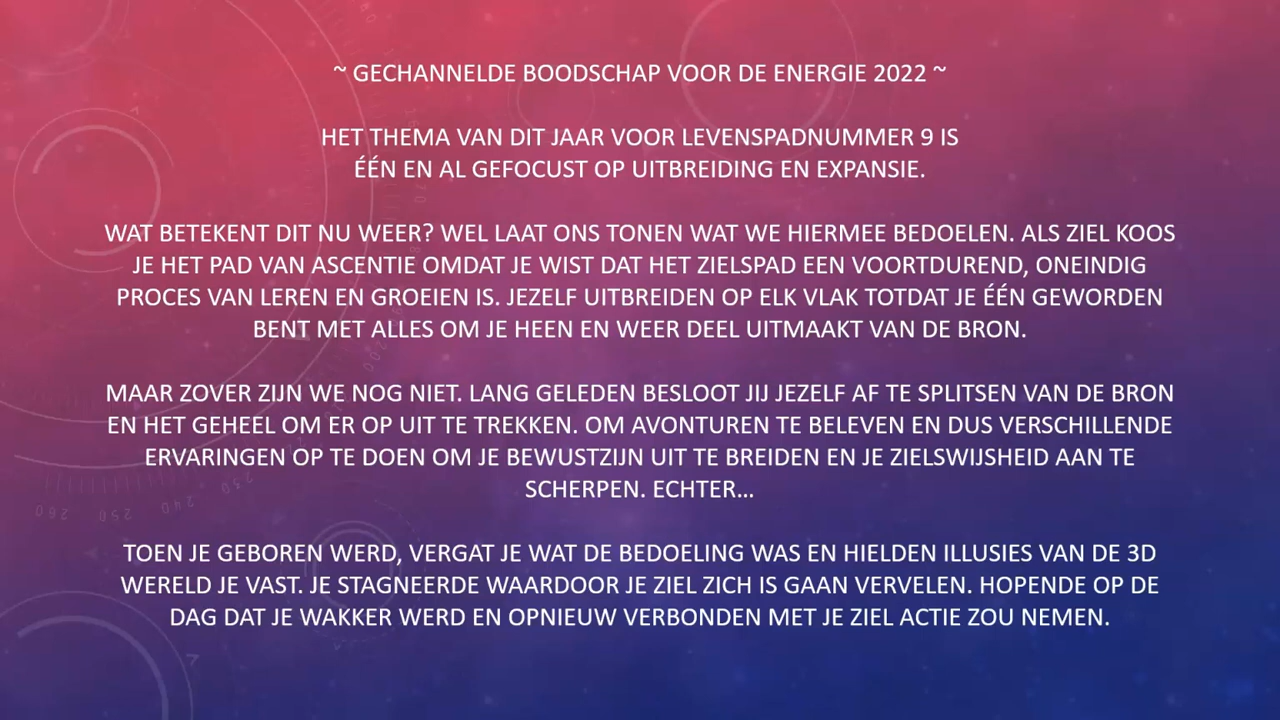 ~ GECHANNELDE BOODSCHAP VOOR DE ENERGIE 2022 ~
HET THEMA VAN DIT JAAR VOOR LEVENSPADNUMMER 9 IS
ÉÉN EN AL GEFOCUST OP UITBREIDING EN EXPANSIE.
WAT BETEKENT DIT NU WEER? WEL LAAT ONS TONEN WAT WE HIERMEE BEDOELEN. ALS ZIEL KOOS
JE HET PAD VAN ASCENTIE OMDAT JE WIST DAT HET ZIELSPAD EEN VOORTDUREND, ONEINDIG
PROCES VAN LEREN EN GROEIEN IS. JEZELF UITBREIDEN OP ELK VLAK TOTDAT JE ÉÉN GEWORDEN
BENT MET ALLES OM JE HEEN EN WEER DEEL UITMAAKT VAN DE BRON.
MAAR ZOVER ZIJN WE NOG NIET. LANG GELEDEN BESLOOT JIJ JEZELF AF TE SPLITSEN VAN DE BRON
EN HET GEHEEL OM ER OP UIT TE TREKKEN. OM AVONTUREN TE BELEVEN EN DUS VERSCHILLENDE
ERVARINGEN OP TE DOEN OM JE BEWUSTZIJN UIT TE BREIDEN EN JE ZIELSWIJSHEID AAN TE
SCHERPEN. ECHTER…
TOEN JE GEBOREN WERD, VERGAT JE WAT DE BEDOELING WAS EN HIELDEN ILLUSIES VAN DE 3D
WERELD JE VAST. JE STAGNEERDE WAARDOOR JE ZIEL ZICH IS GAAN VERVELEN. HOPENDE OP DE
DAG DAT JE WAKKER WERD EN OPNIEUW VERBONDEN MET JE ZIEL ACTIE ZOU NEMEN.
260 250 240 230